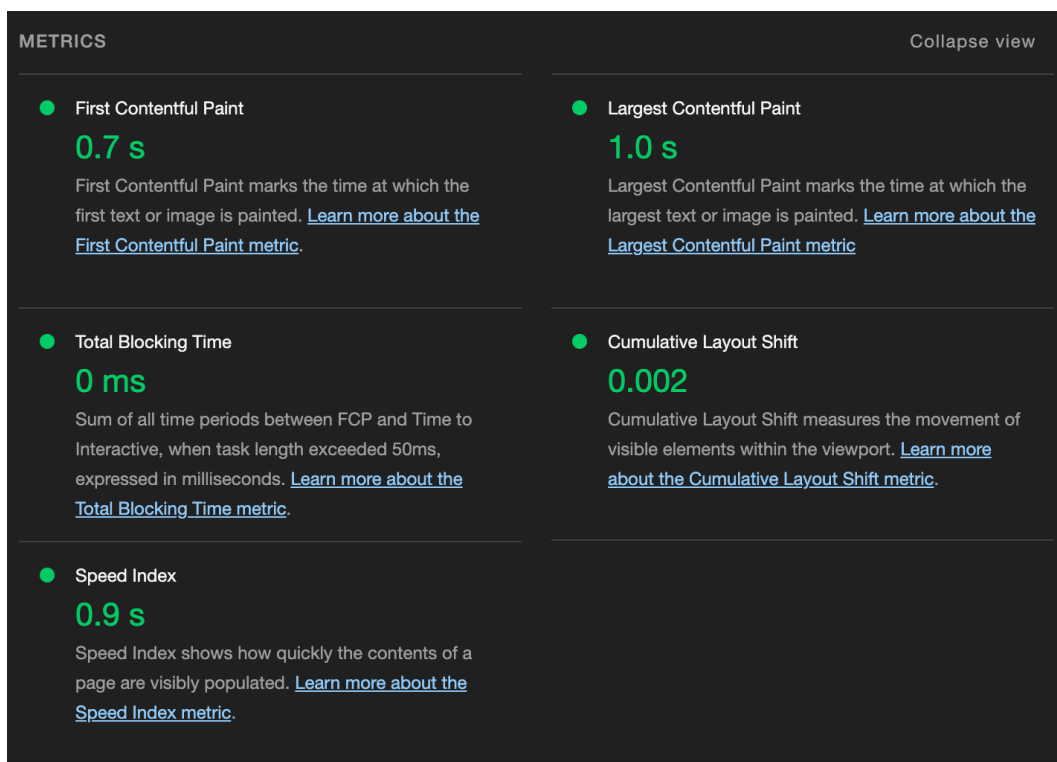 METRICS
Collapse view
First Contentful Paint
0.7 s
First Contentful Paint marks the time at which the
first text or image is painted. Learn more about the
First Contentful Paint metric.
Largest Contentful Paint
1.0 s
Largest Contentful Paint marks the time at which the
largest text or image is painted. Learn more about the
Largest Contentful Paint metric
Total Blocking Time
0 ms
Sum of all time periods between FCP and Time to
Interactive, when task length exceeded 50ms,
expressed in milliseconds. Learn more about the
Total Blocking Time metric.
Cumulative Layout Shift
0.002
Cumulative Layout Shift measures the movement of
visible elements within the viewport. Learn more
about the Cumulative Layout Shift metric.
Speed Index
0.9 s
Speed Index shows how quickly the contents of a
page are visibly populated. Learn more about the
Speed Index metric.